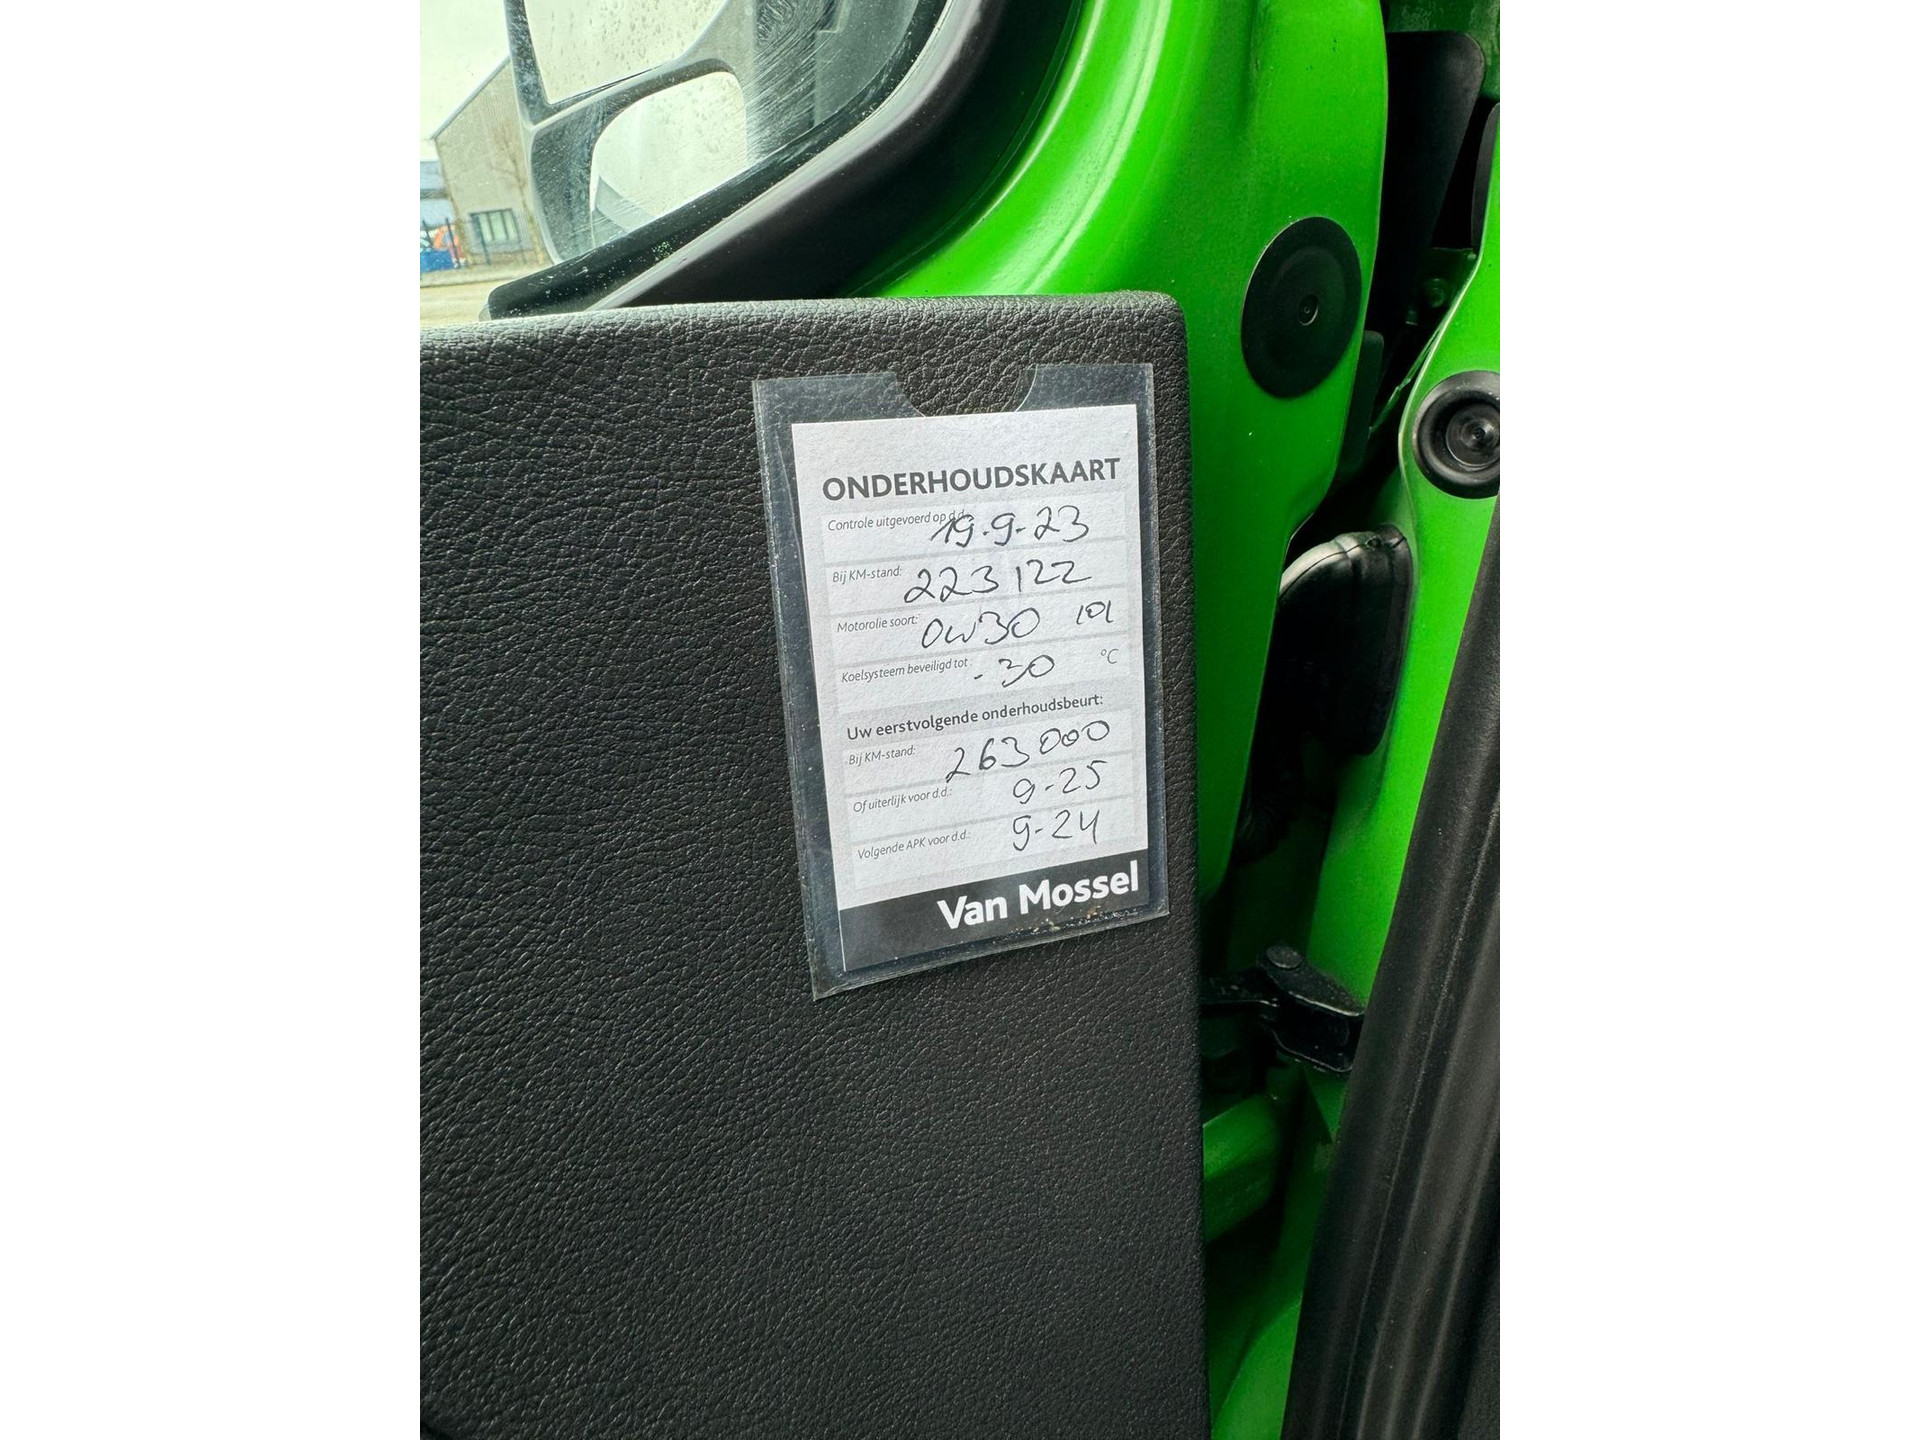 ONDERHOUDSKAART
Controle uitgevoerd op d.d.: 19-9-23
Bij KM-stand: 223122
Motorolie soort: 0W30 101
Koelsysteem beveiligd tot -30 °C
Uw eerstvolgende onderhoudsbeurt:
Bij KM-stand: 263000
Of uiterlijk voor d.d.: 9-25
Volgende APK voor d.d.: 9-24
Van Mossel